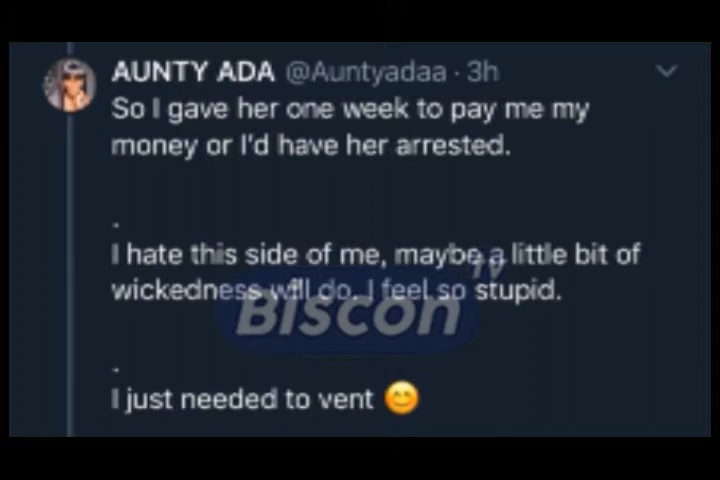 AUNTY ADA @Auntyadaa · 3h
So I gave her one week to pay me my
money or I'd have her arrested.
.
I hate this side of me, maybe a little bit of
wickedness will do. I feel so stupid.
.
I just needed to vent 😊
Biscon TV